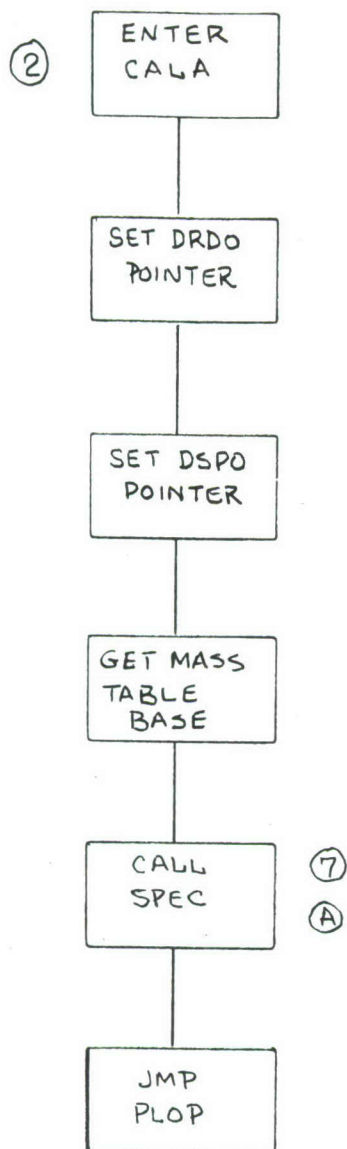 ②
ENTER
CALA
SET DRDO
POINTER
SET DSPO
POINTER
GET MASS
TABLE
BASE
CALL
SPEC
⑦
Ⓐ
JMP
PLOP